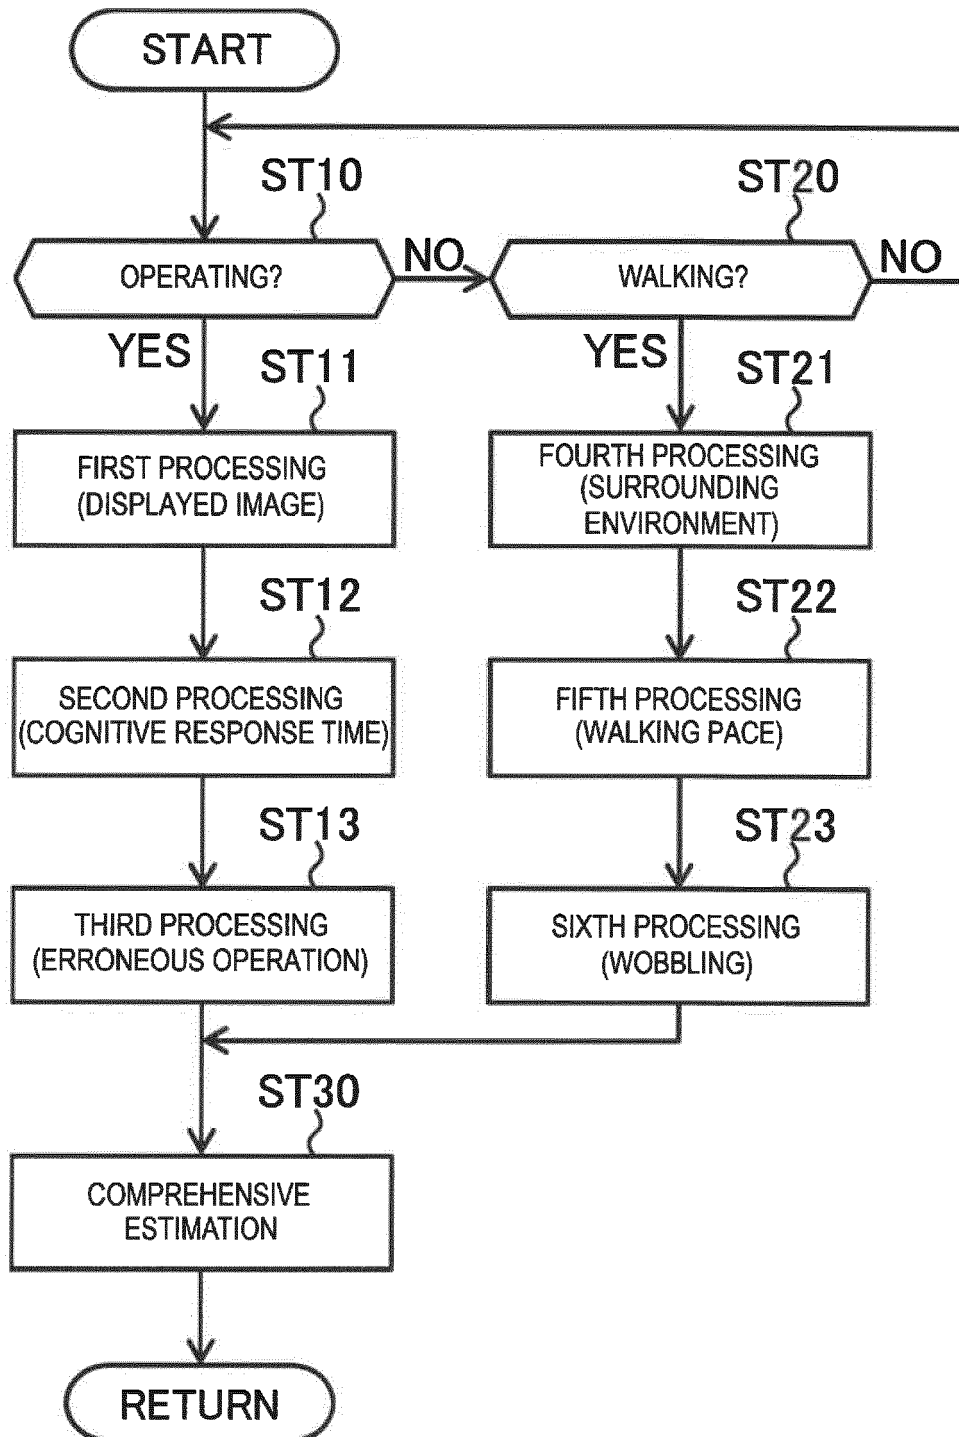 START
ST10
OPERATING?
NO
ST20
WALKING?
NO
YES
ST11
FIRST PROCESSING
(DISPLAYED IMAGE)
ST12
SECOND PROCESSING
(COGNITIVE RESPONSE TIME)
ST13
THIRD PROCESSING
(ERRONEOUS OPERATION)
YES
ST21
FOURTH PROCESSING
(SURROUNDING
ENVIRONMENT)
ST22
FIFTH PROCESSING
(WALKING PACE)
ST23
SIXTH PROCESSING
(WOBBLING)
ST30
COMPREHENSIVE
ESTIMATION
RETURN